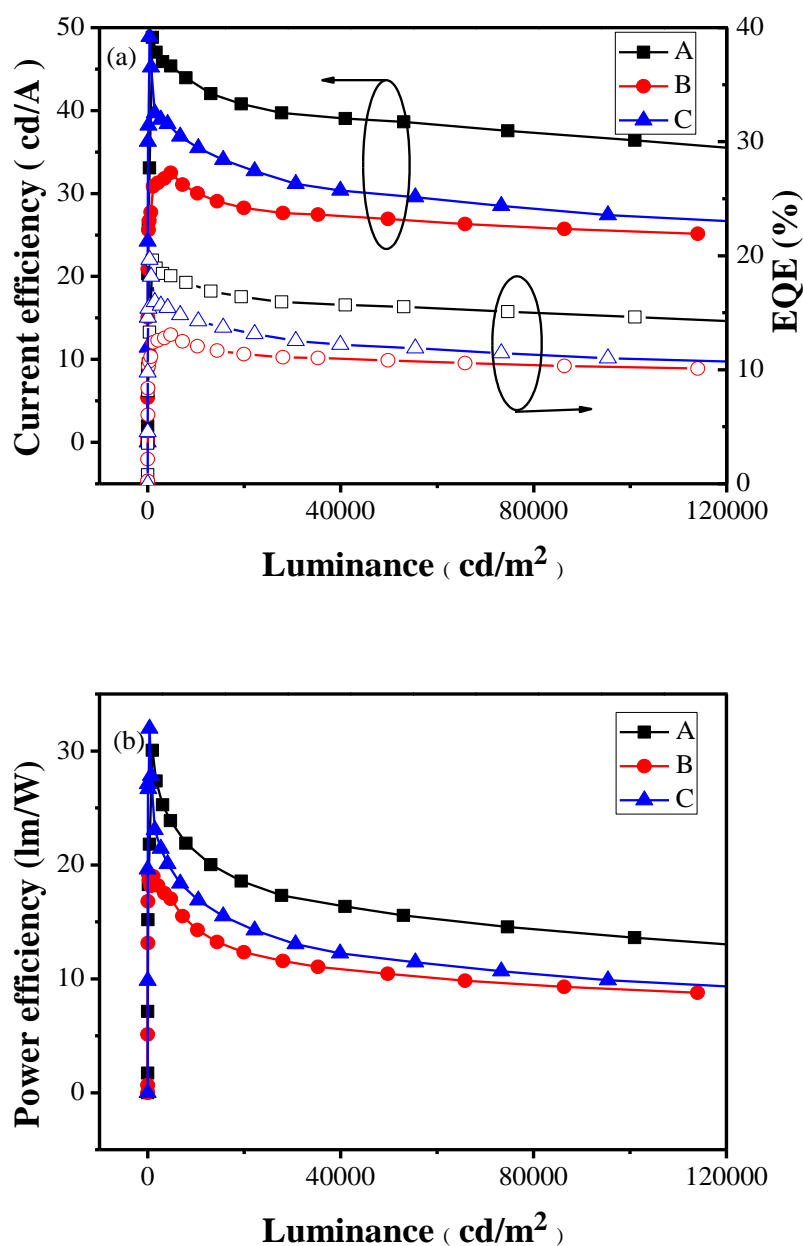 (a)
Current efficiency ( cd/A )
50
40
30
20
10
0
A
B
C
40
30
20
10
0
EQE (%)
0
40000
80000
120000
Luminance ( cd/m²)
(b)
Power efficiency (lm/W)
30
20
10
0
A
B
C
0
40000
80000
120000
Luminance ( cd/m²)